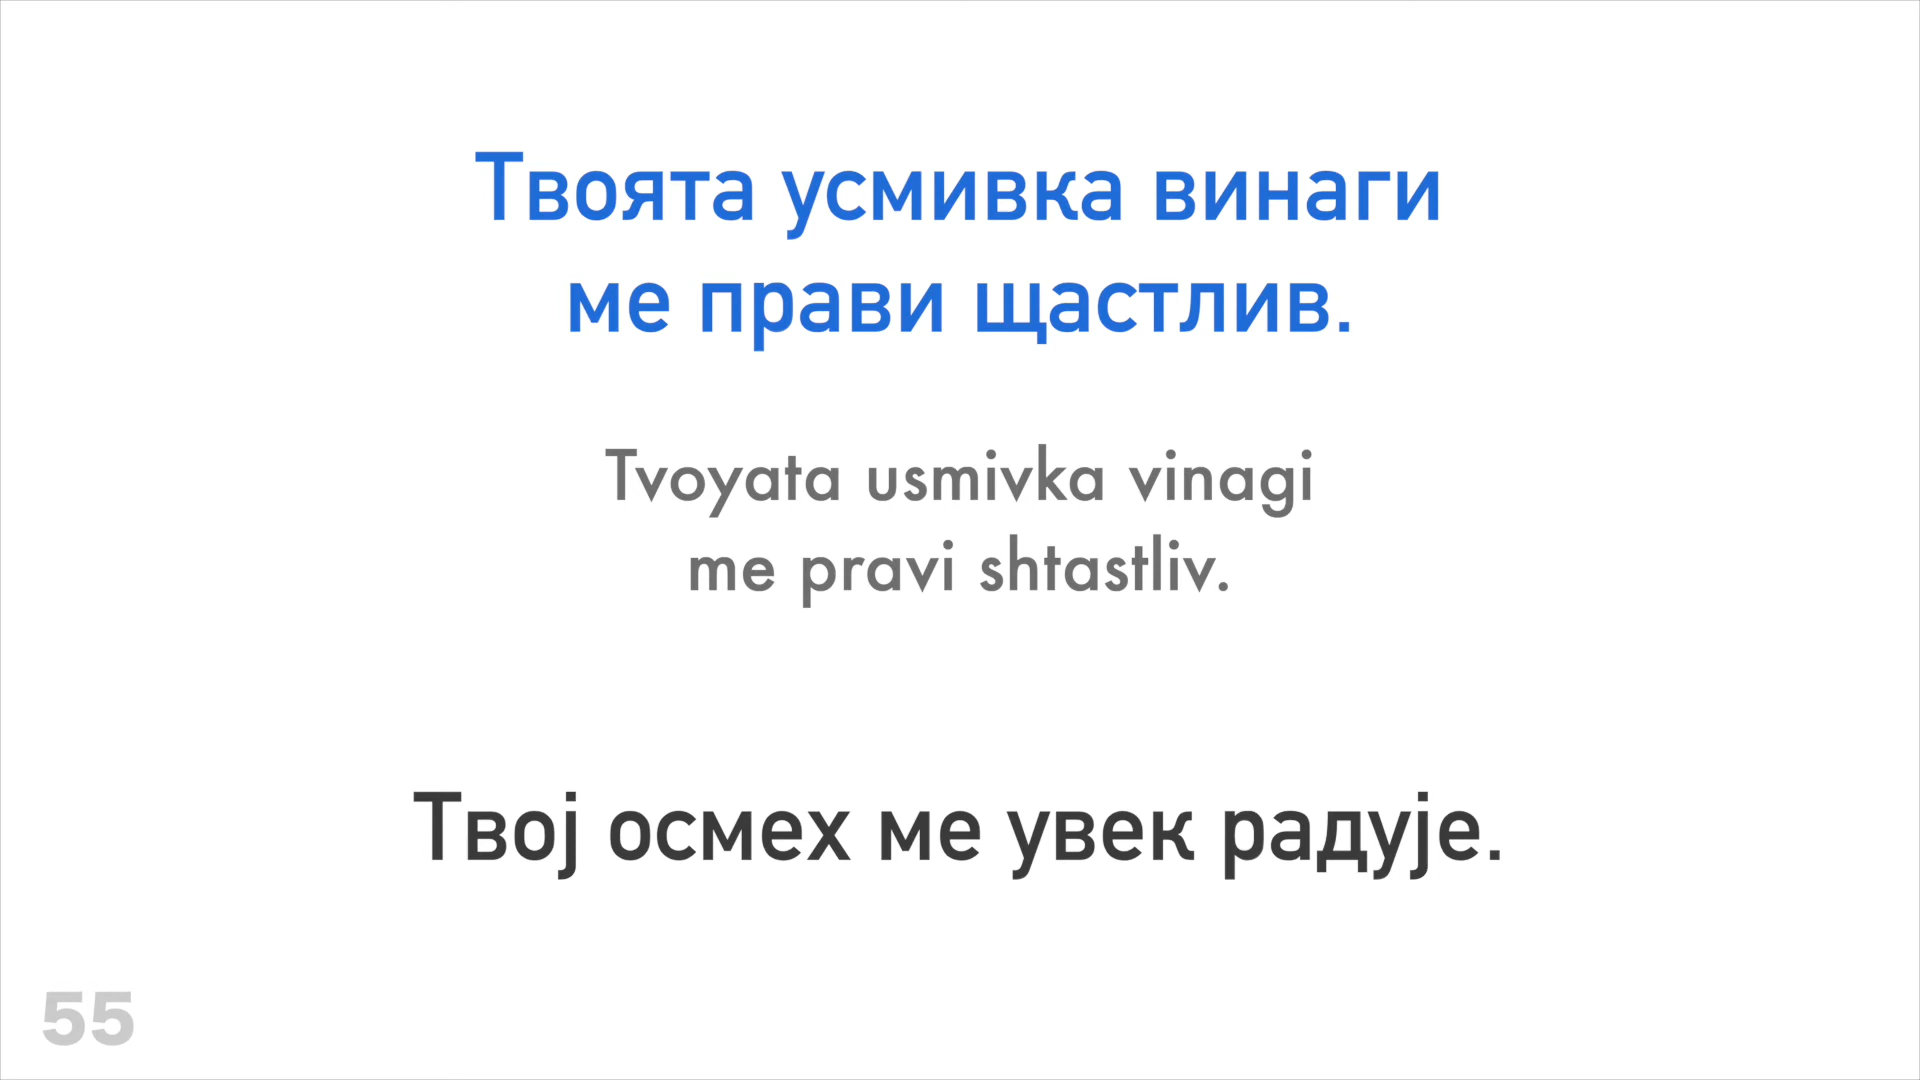 Твоята усмивка винаги
ме прави щастлив.
Tvoyata usmivka vinagi
me pravi shtastliv.
Твој осмех ме увек радује.
55